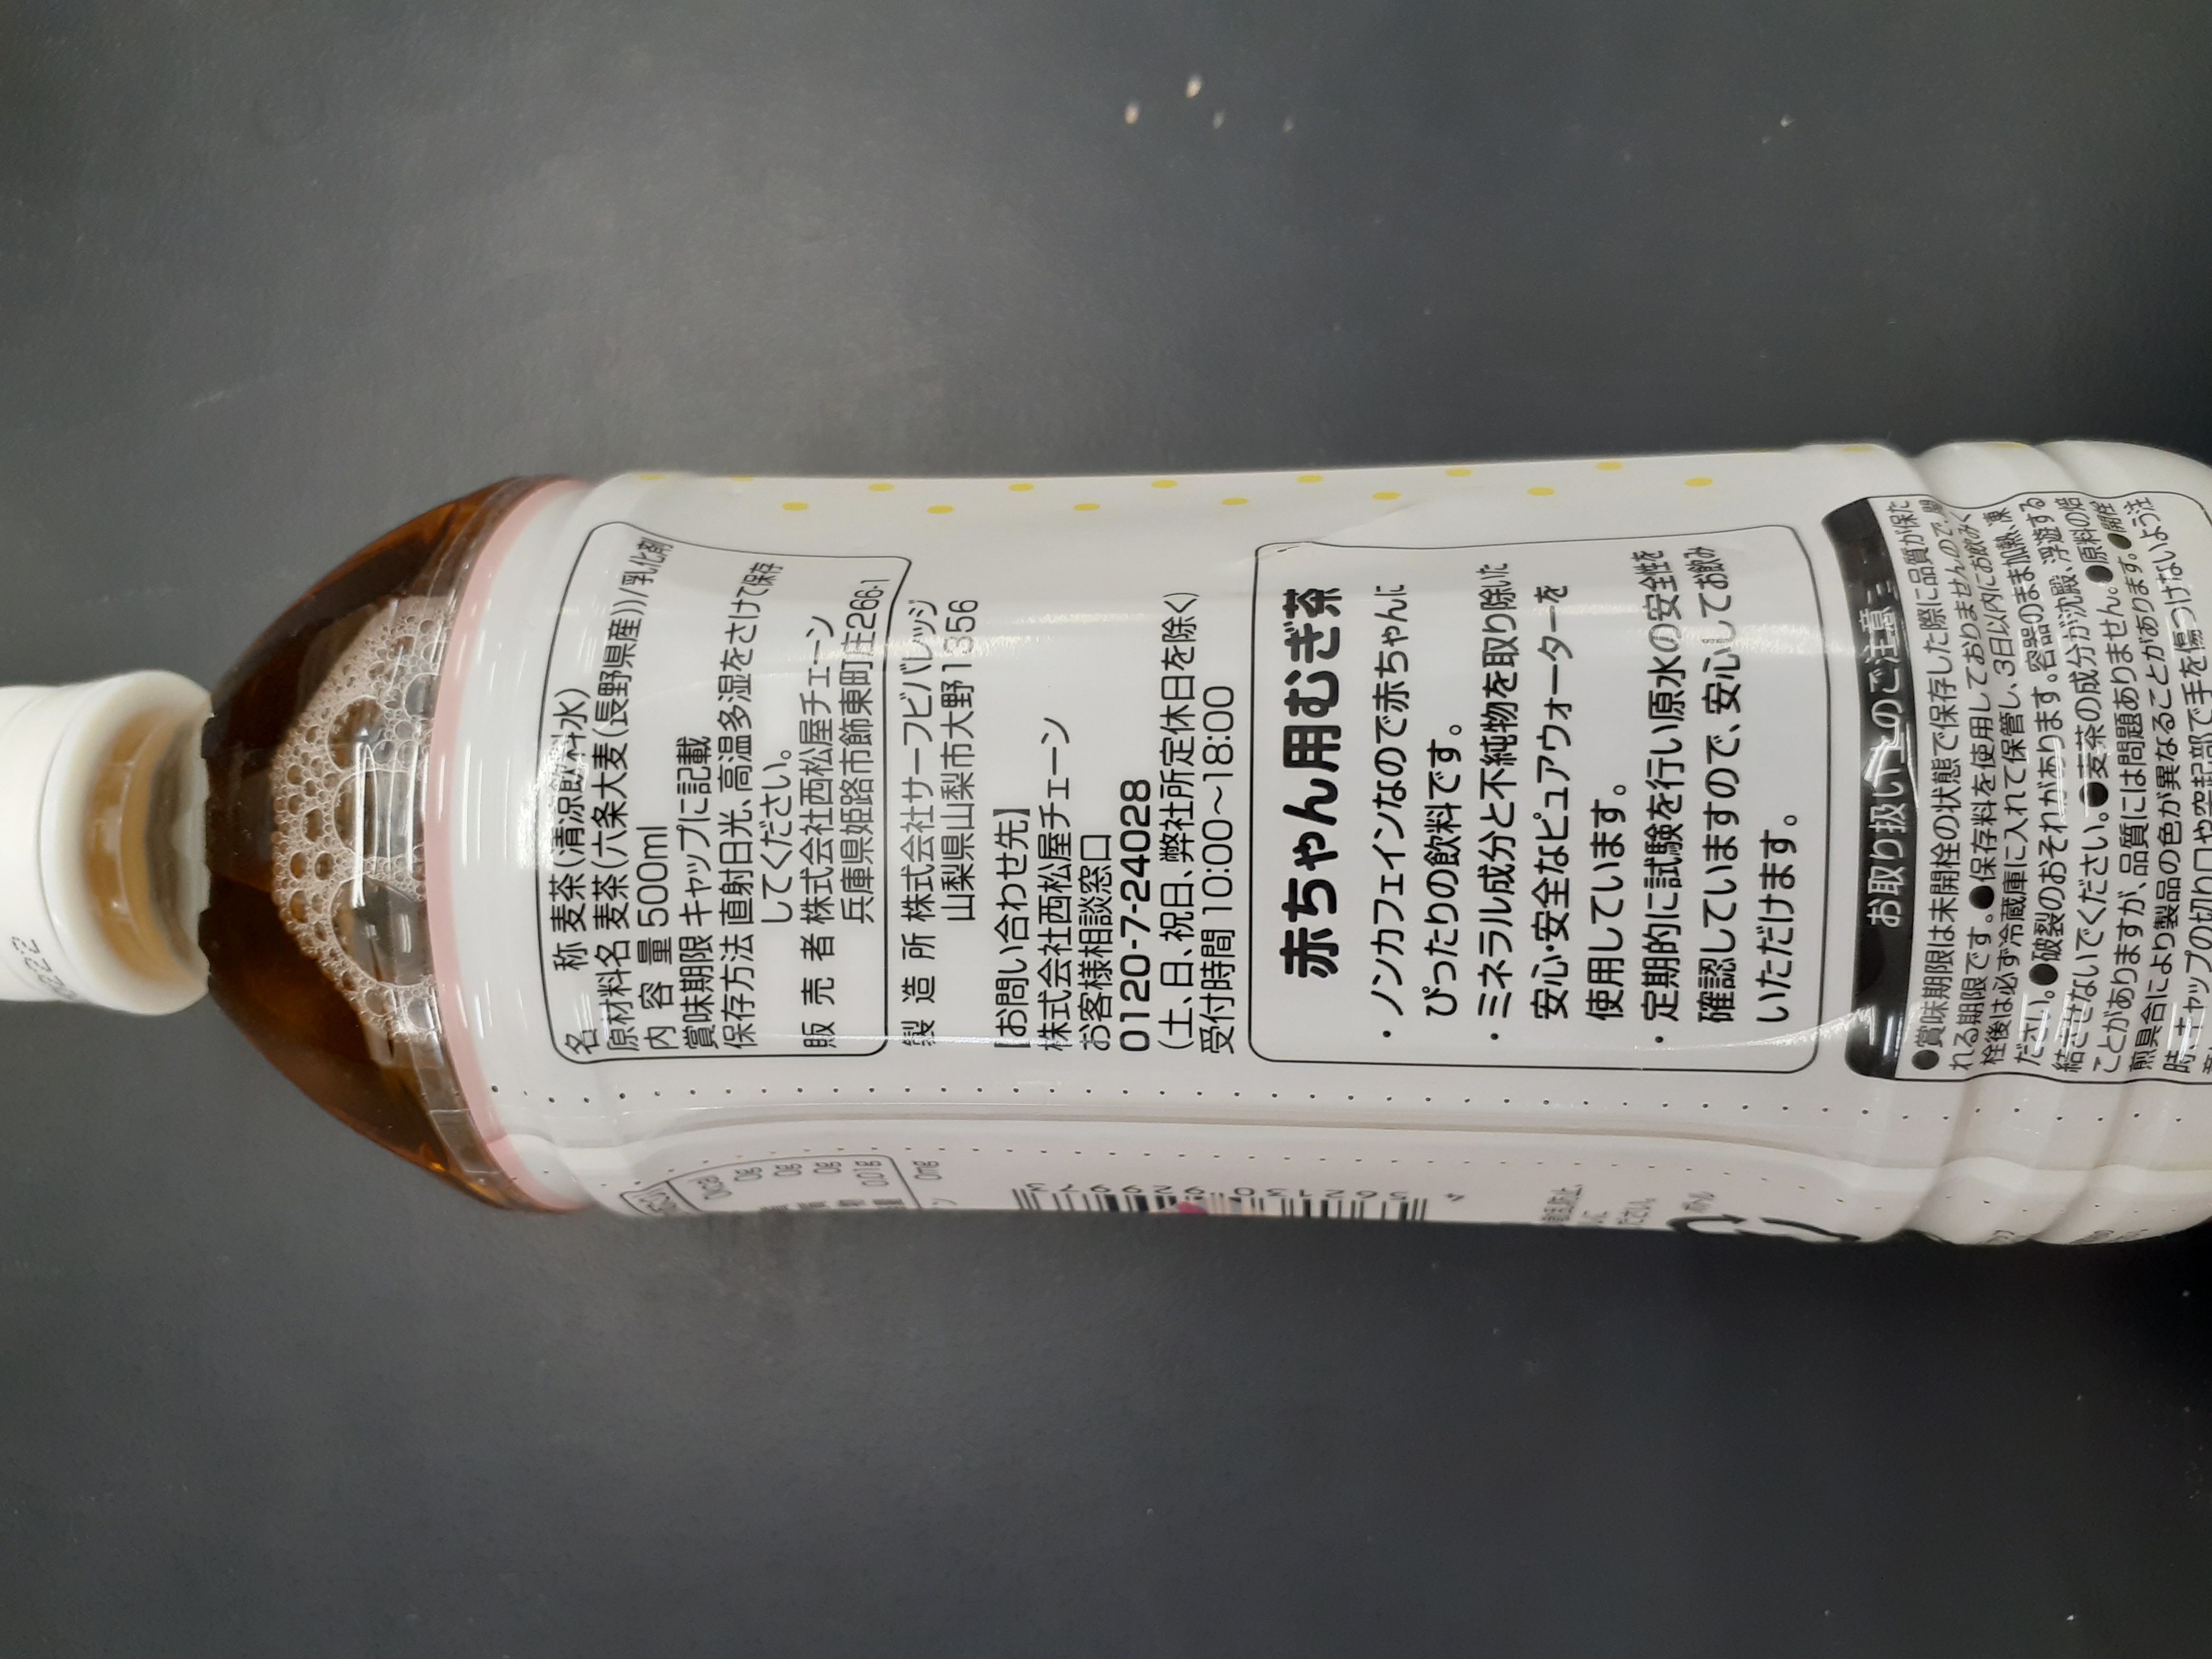 名 称 麦茶(清涼飲料水)
原材料名 麦茶(六条大麦(長野県産))/乳化剤
内 容 量 500ml
賞味期限 キャップに記載
保存方法 直射日光、高温多湿をさけて保存
してください。
販 売 者 株式会社西松屋チェーン
兵庫県姫路市飾東町庄266-1
製 造 所 株式会社サーフビバレッジ
山梨県山梨市大野1356
【お問い合わせ先】
株式会社西松屋チェーン
お客様相談窓口
0120-7-24028
(土、日、祝日、弊社所定休日を除く)
受付時間10:00〜18:00
赤ちゃん用むぎ茶
・ノンカフェインなので赤ちゃんに
ぴったりの飲料です。
・ミネラル成分と不純物を取り除いた
安心・安全なピュアウォーターを
使用しています。
・定期的に試験を行い原水の安全性を
確認していますので、安心してお飲み
いただけます。
お取り扱い上のご注意
●賞味期限は未開栓の状態で保存した際に品質が保た
れる期限です。●保存料を使用しておりませんので、開
栓後は必ず冷蔵庫に入れて保管し、3日以内にお飲みく
ださい。●破裂のおそれがあります。容器のまま加熱、凍
結させないでください。●麦茶の成分が沈殿、浮遊する
ことがありますが、品質には問題ありません。●原料の焙
煎具合により製品の色が異なることがあります。●開栓
時、キャップの切り口や突起部で手を傷つけないよう注
0kcal
0g
0g
0g
0.01g
0mg
4 562130 929973